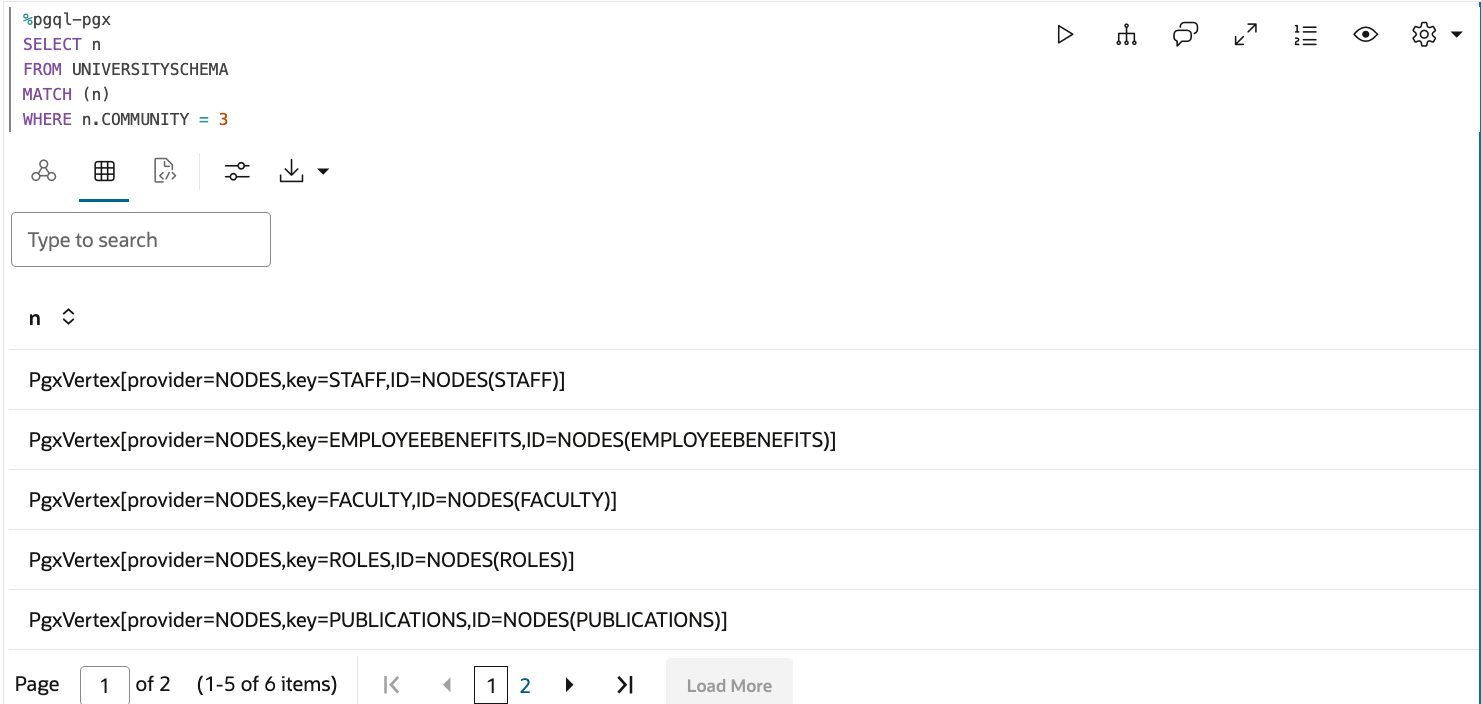 %pgql-pgx
SELECT n
FROM UNIVERSITYSCHEMA
MATCH (n)
WHERE n.COMMUNITY = 3
Type to search
n
PgxVertex[provider=NODES,key=STAFF,ID=NODES(STAFF)]
PgxVertex[provider=NODES,key=EMPLOYEEBENEFITS,ID=NODES(EMPLOYEEBENEFITS)]
PgxVertex[provider=NODES,key=FACULTY,ID=NODES(FACULTY)]
PgxVertex[provider=NODES,key=ROLES,ID=NODES(ROLES)]
PgxVertex[provider=NODES,key=PUBLICATIONS,ID=NODES(PUBLICATIONS)]
Page 1 of 2 (1-5 of 6 items) 1 2 Load More